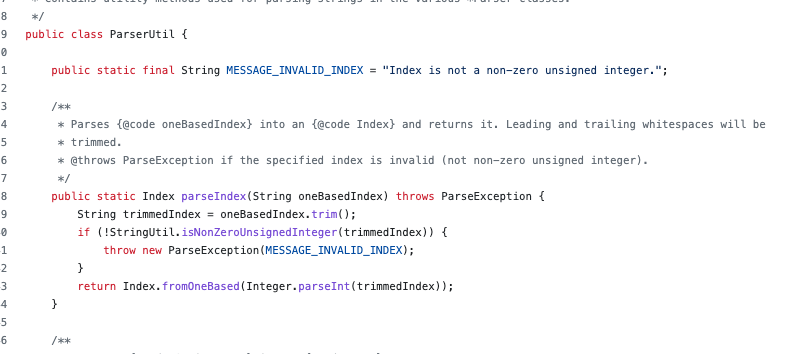 7 * Contains utility methods used for parsing strings in the various *Parser classes.
8 */
9 public class ParserUtil {
0
1 public static final String MESSAGE_INVALID_INDEX = "Index is not a non-zero unsigned integer.";
2
3 /**
4 * Parses {@code oneBasedIndex} into an {@code Index} and returns it. Leading and trailing whitespaces will be
5 * trimmed.
6 * @throws ParseException if the specified index is invalid (not non-zero unsigned integer).
7 */
8 public static Index parseIndex(String oneBasedIndex) throws ParseException {
9 String trimmedIndex = oneBasedIndex.trim();
0 if (!StringUtil.isNonZeroUnsignedInteger(trimmedIndex)) {
1 throw new ParseException(MESSAGE_INVALID_INDEX);
2 }
3 return Index.fromOneBased(Integer.parseInt(trimmedIndex));
4 }
5
6 /**